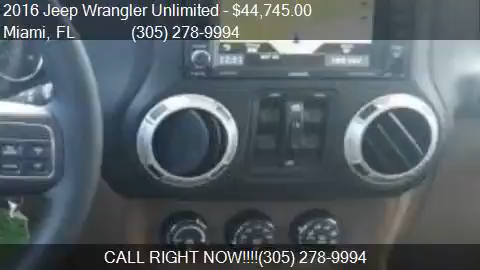 2016 Jeep Wrangler Unlimited - $44,745.00
Miami, FL (305) 278-9994
CALL RIGHT NOW!!!!(305) 278-9994